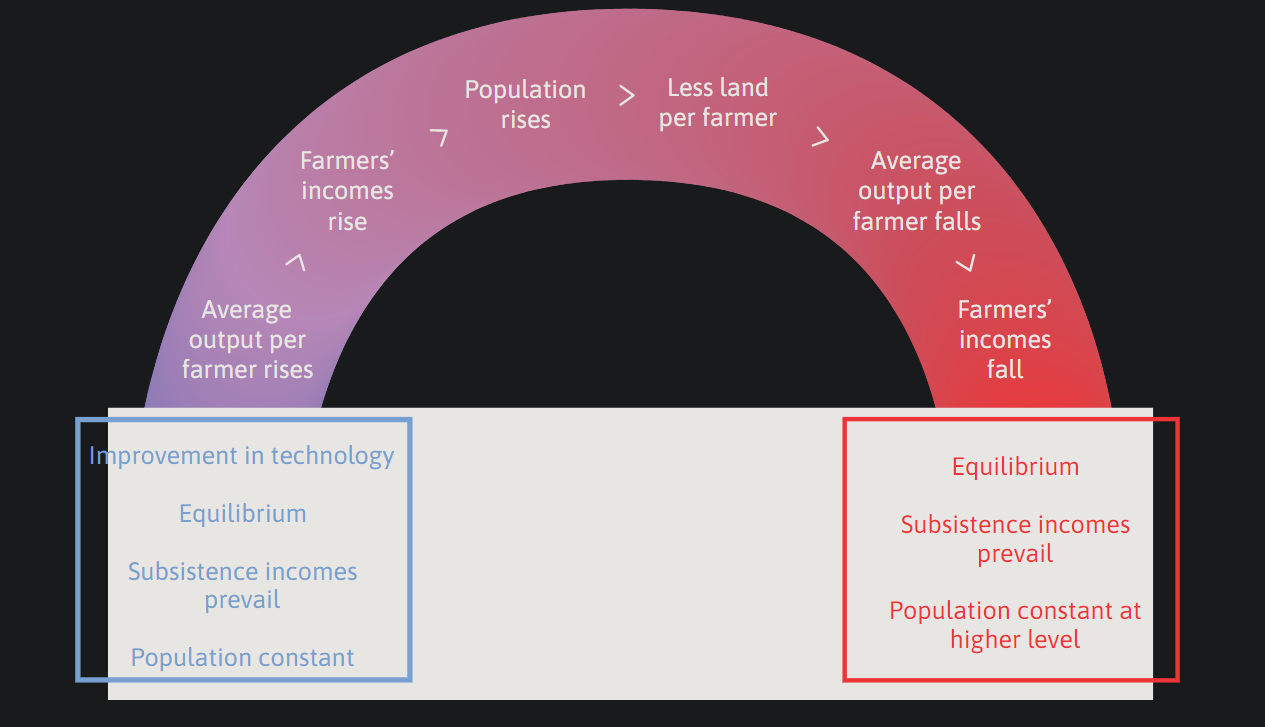 Population
rises
Less land
per farmer
Farmers’
incomes
rise
Average
output per
farmer falls
Average
output per
farmer rises
Farmers’
incomes
fall
Improvement in technology
Equilibrium
Subsistence incomes
prevail
Population constant
Equilibrium
Subsistence incomes
prevail
Population constant at
higher level